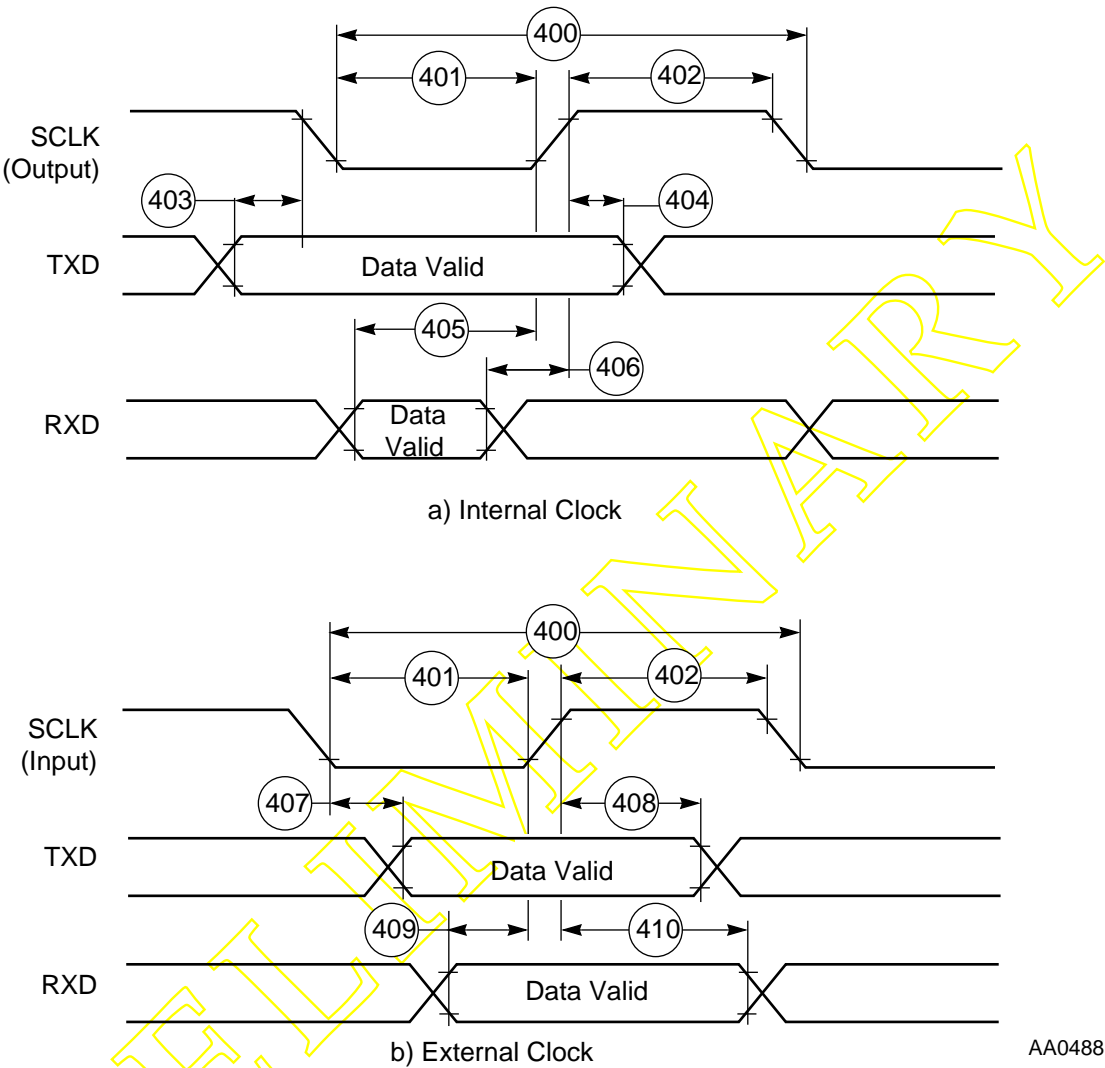 400
401
402
SCLK
(Output)
403
404
TXD
Data Valid
405
406
RXD
Data
Valid
a) Internal Clock
400
401
402
SCLK
(Input)
407
408
TXD
Data Valid
409
410
RXD
Data Valid
b) External Clock
AA0488
ELIMINARY